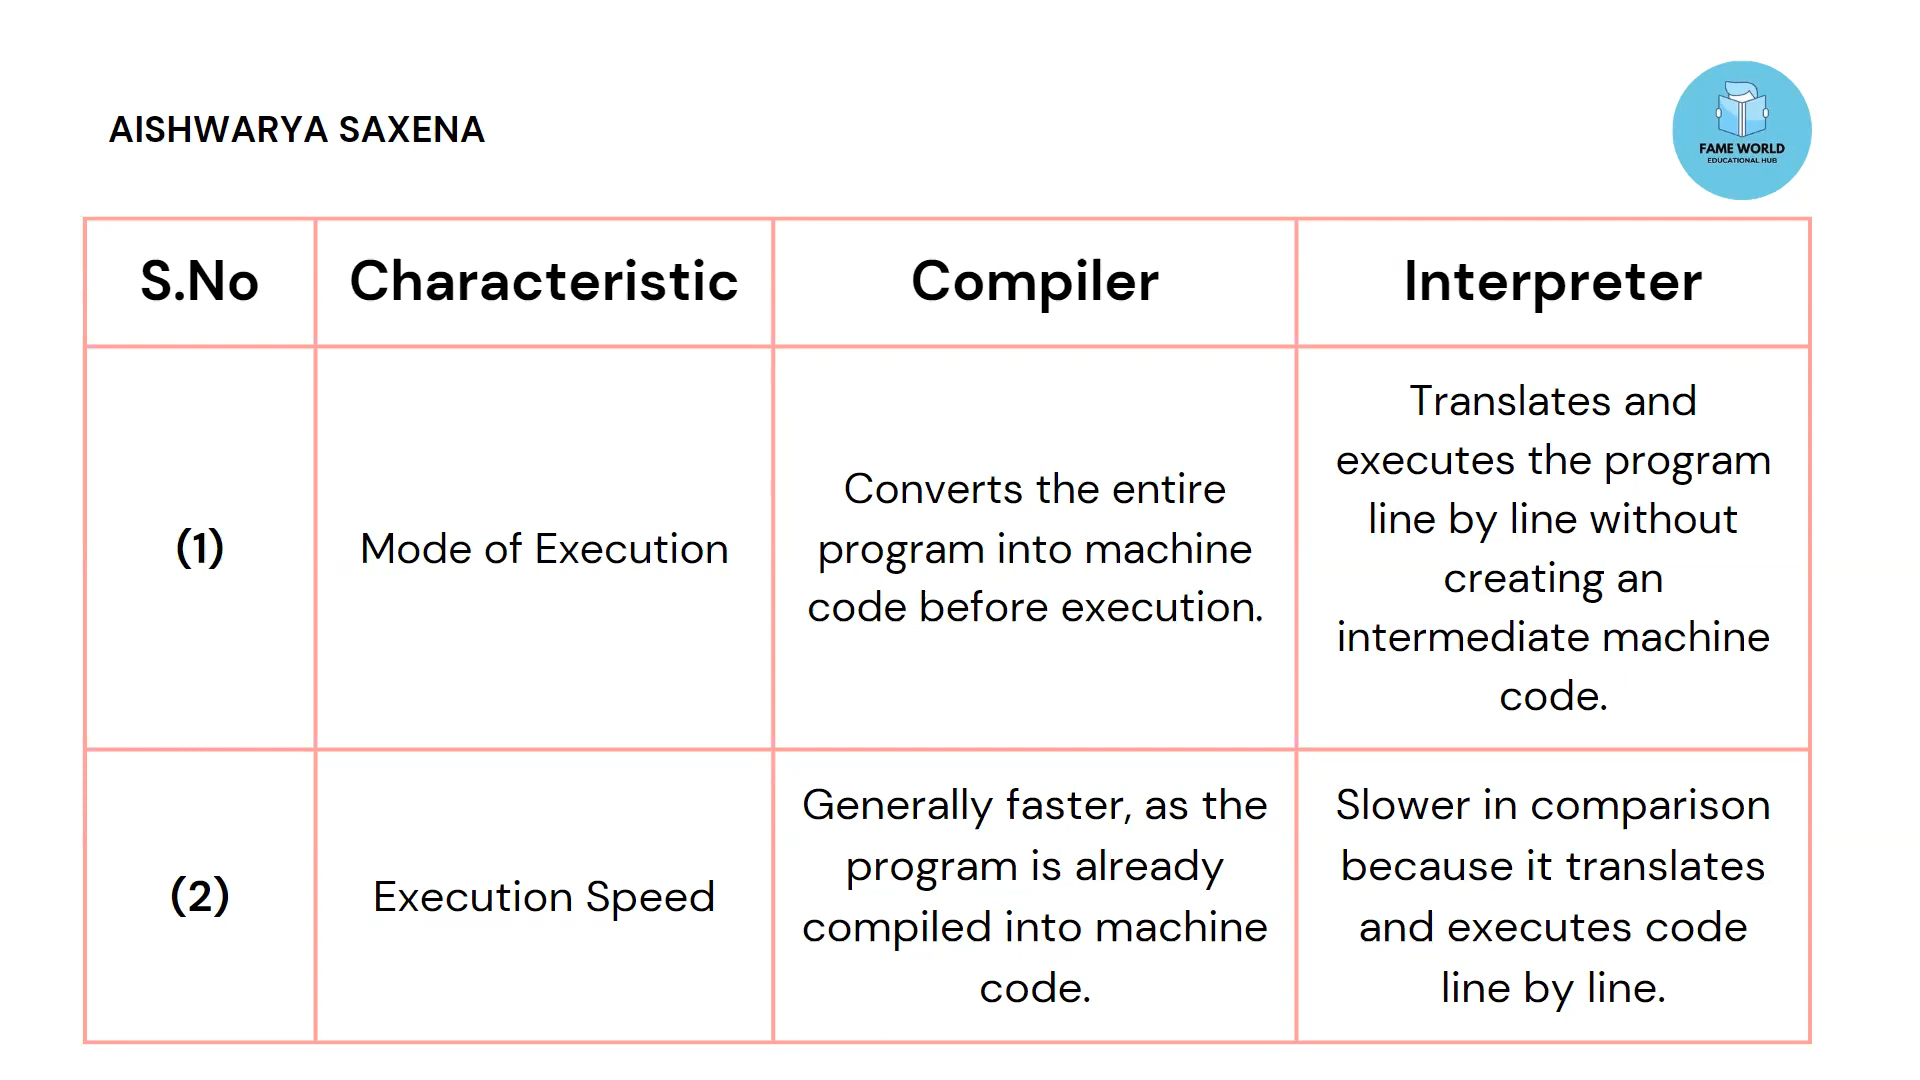 AISHWARYA SAXENA
FAME WORLD
EDUCATIONAL HUB
S.No
Characteristic
Compiler
Interpreter
(1)
Mode of Execution
Converts the entire
program into machine
code before execution.
Translates and
executes the program
line by line without
creating an
intermediate machine
code.
(2)
Execution Speed
Generally faster, as the
program is already
compiled into machine
code.
Slower in comparison
because it translates
and executes code
line by line.